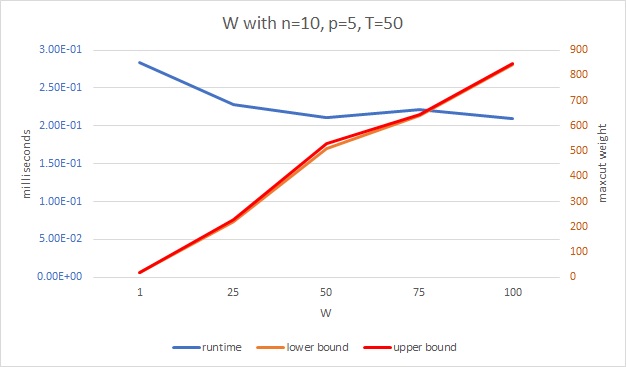 W with n=10, p=5, T=50
3.00E-01 900
800
2.50E-01 700
2.00E-01 600
500
1.50E-01 400
1.00E-01 300
200
5.00E-02 100
0.00E+00 0
milliseconds
maxcut weight
1 25 50 75 100
W
runtime lower bound upper bound